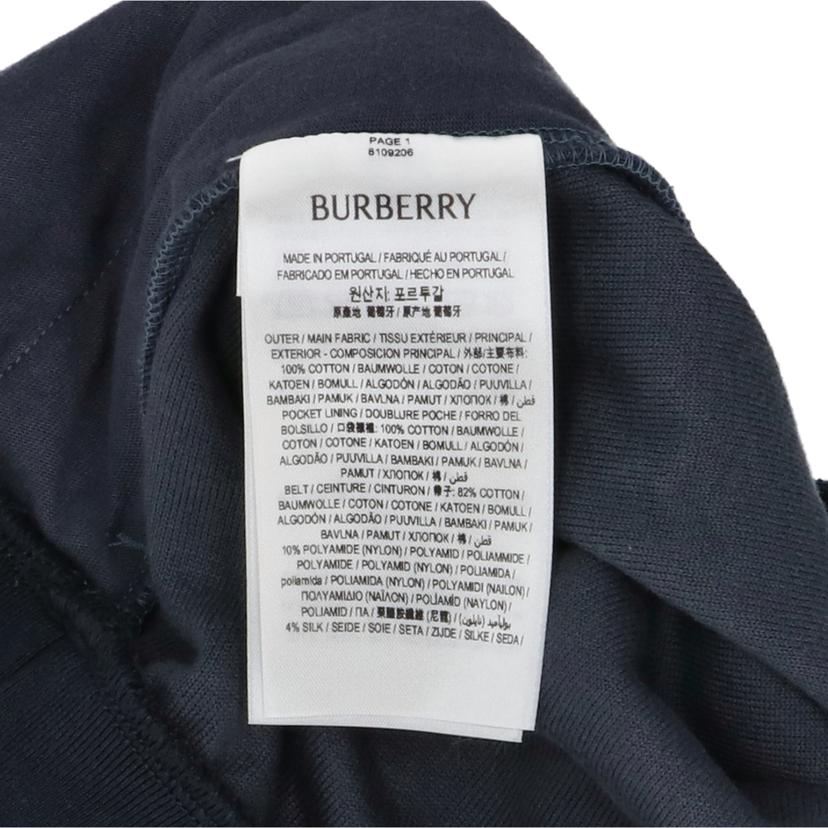 PAGE 1
8109206
BURBERRY
MADE IN PORTUGAL / FABRIQUÉ AU PORTUGAL /
FABRICADO EM PORTUGAL / HECHO EN PORTUGAL
원산지: 포르투갈
原產地 葡萄牙 / 原产地 葡萄牙
OUTER / MAIN FABRIC / TISSU EXTÉRIEUR / PRINCIPAL /
EXTERIOR - COMPOSICION PRINCIPAL / 外部/主要布料:
100% COTTON / BAUMWOLLE / COTON / COTONE /
KATOEN / BOMULL / ALGODÓN / ALGODÃO / PUUVILLA /
BAMBAKI / PAMUK / BAVLNA / PAMUT / ХЛОПОК / 棉 / قطن /
POCKET LINING / DOUBLURE POCHE / FORRO DEL
BOLSILLO / 口袋襯裡: 100% COTTON / BAUMWOLLE /
COTON / COTONE / KATOEN / BOMULL / ALGODÓN /
ALGODÃO / PUUVILLA / BAMBAKI / PAMUK / BAVLNA /
PAMUT / ХЛОПОК / 棉 / قطن /
BELT / CEINTURE / CINTURON / 帶子: 82% COTTON /
BAUMWOLLE / COTON / COTONE / KATOEN / BOMULL /
ALGODÓN / ALGODÃO / PUUVILLA / BAMBAKI / PAMUK /
BAVLNA / PAMUT / ХЛОПОК / 棉 / قطن /
10% POLYAMIDE (NYLON) / POLYAMID / POLIAMMIDE /
POLYAMIDE / POLYAMID (NYLON) / POLIAMIDA /
poliamida / POLIAMIDA (NYLON) / POLYAMIDI (NAILON) /
ΠΟΛΥΑΜΙΔΙΟ (ΝΑΪΛΟΝ) / POLİAMİD (NAYLON) /
POLIAMID / ПА / 聚醯胺纖維 (尼龍) / بولياميد (نايلون) /
4% SILK / SEIDE / SOIE / SETA / ZIJDE / SILKE / SEDA /